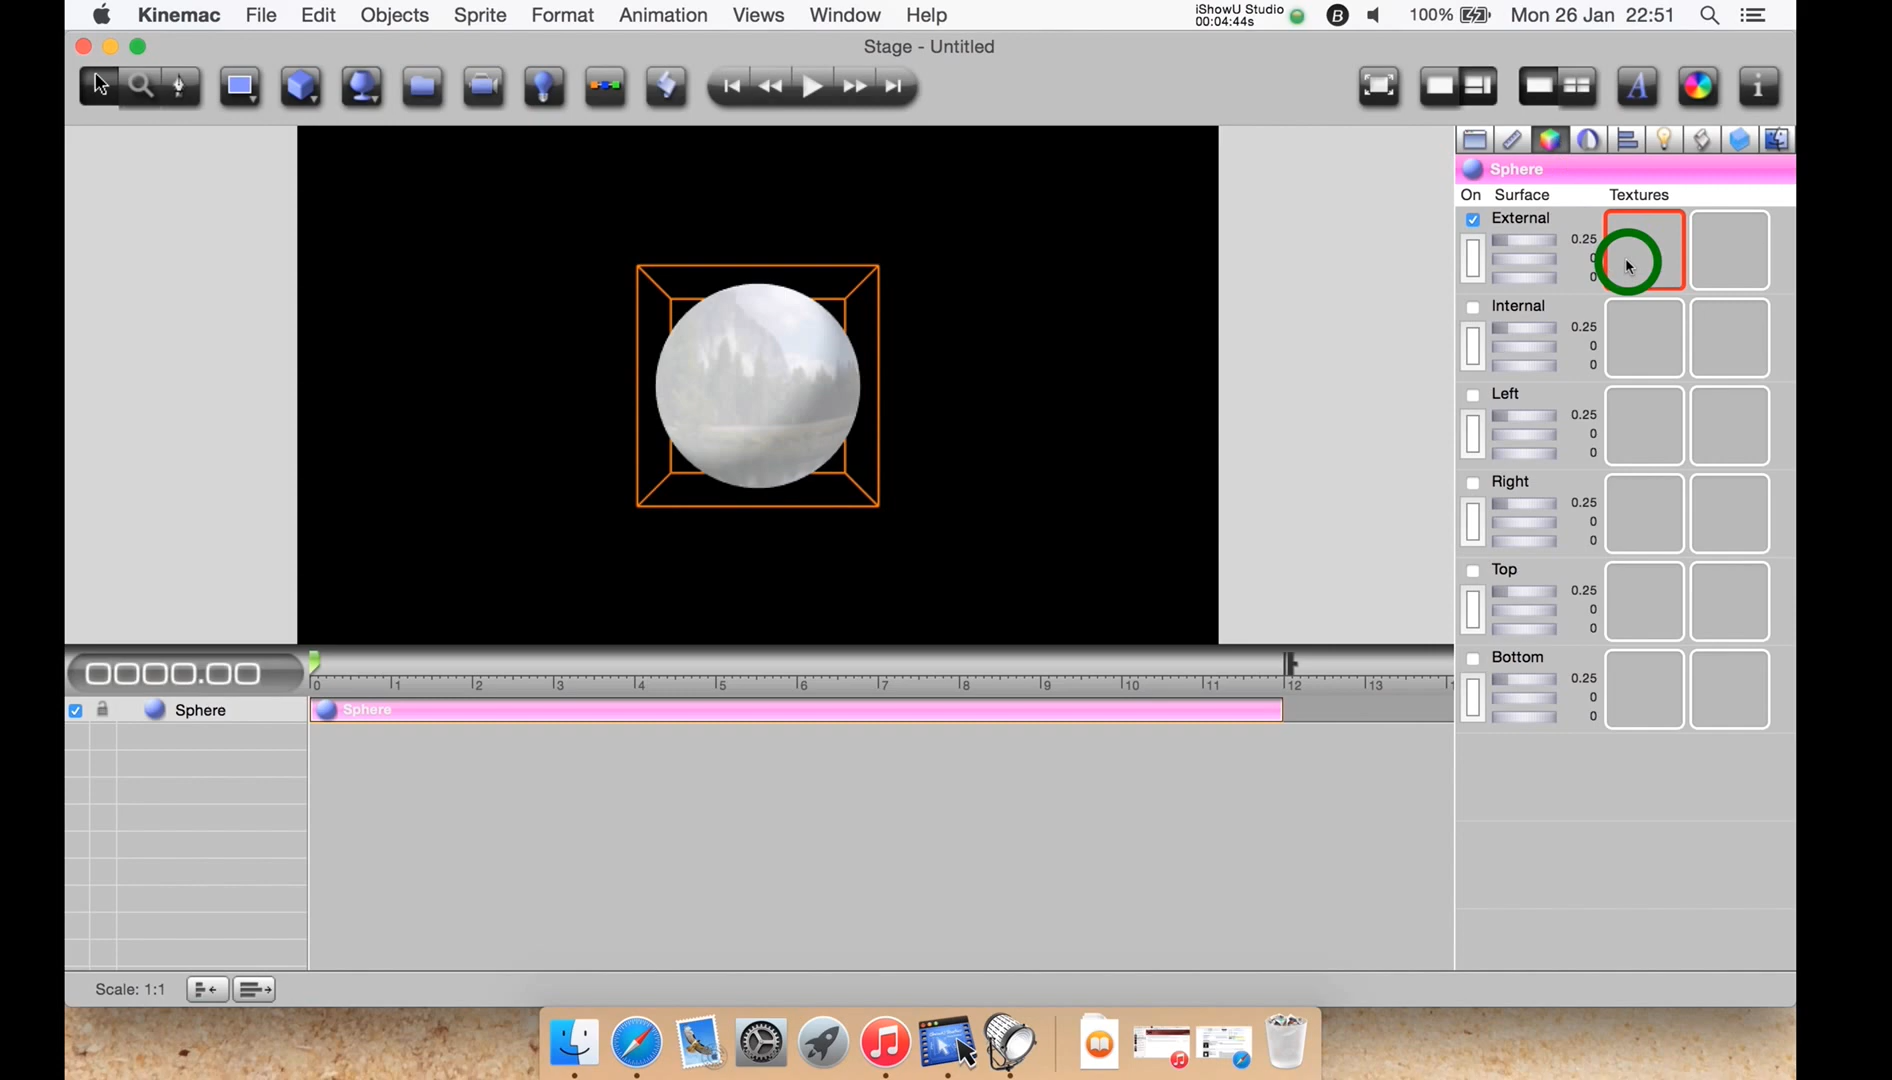 Kinemac File Edit Objects Sprite Format Animation Views Window Help
iShowU Studio
00:04:44s
B 100% Mon 26 Jan 22:51
Stage - Untitled
A i
Sphere
On Surface Textures
External
0.25
0
0
Internal
0.25
0
0
Left
0.25
0
0
Right
0.25
0
0
Top
0.25
0
0
Bottom
0.25
0
0
0000.00
0 1 2 3 4 5 6 7 8 9 10 11 12 13
Sphere
Sphere
Scale: 1:1